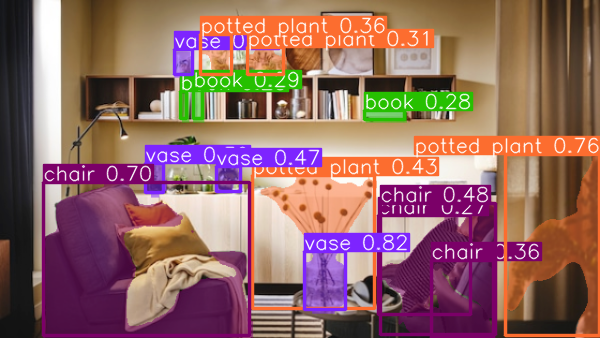 potted plant 0.36
vase 0
potted plant 0.31
book 0.29
book 0.28
potted plant 0.76
vase 0.
vase 0.47
potted plant 0.43
chair 0.70
chair 0.48
chair 0.27
vase 0.82
chair 0.36